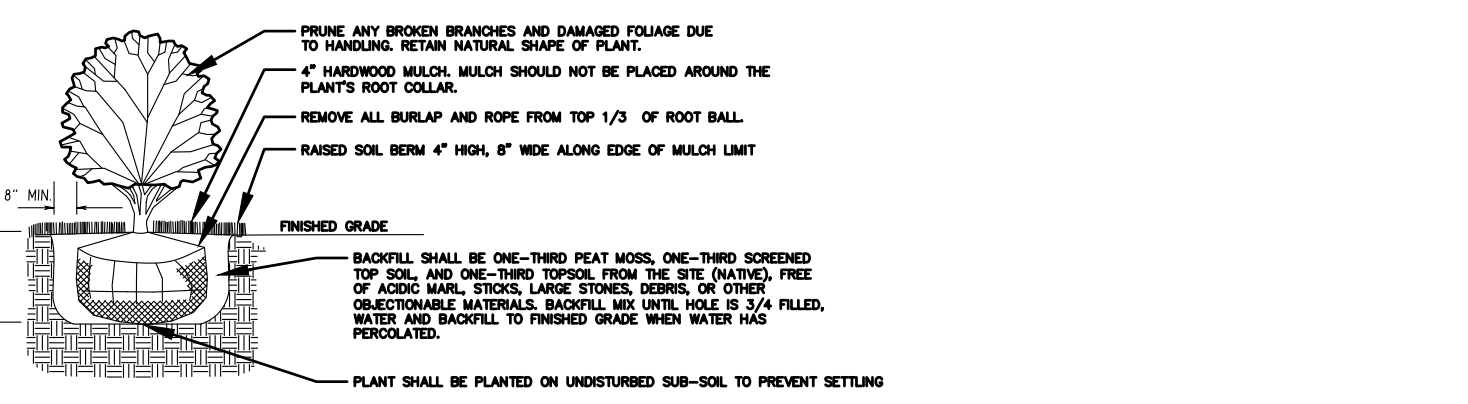 PRUNE ANY BROKEN BRANCHES AND DAMAGED FOLIAGE DUE
TO HANDLING. RETAIN NATURAL SHAPE OF PLANT.
4" HARDWOOD MULCH. MULCH SHOULD NOT BE PLACED AROUND THE
PLANT'S ROOT COLLAR.
REMOVE ALL BURLAP AND ROPE FROM TOP 1/3 OF ROOT BALL.
RAISED SOIL BERM 4" HIGH, 8" WIDE ALONG EDGE OF MULCH LIMIT
8" MIN.
FINISHED GRADE
BACKFILL SHALL BE ONE-THIRD PEAT MOSS, ONE-THIRD SCREENED
TOP SOIL, AND ONE-THIRD TOPSOIL FROM THE SITE (NATIVE), FREE
OF ACIDIC MARL, STICKS, LARGE STONES, DEBRIS, OR OTHER
OBJECTIONABLE MATERIALS. BACKFILL MIX UNTIL HOLE IS 3/4 FILLED,
WATER AND BACKFILL TO FINISHED GRADE WHEN WATER HAS
PERCOLATED.
PLANT SHALL BE PLANTED ON UNDISTURBED SUB-SOIL TO PREVENT SETTLING